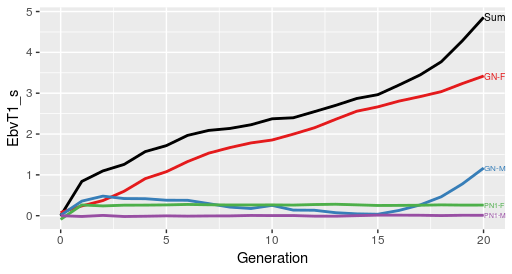 EbvT1_s
5
4
3
2
1
0
Sum
GN-F
GN-M
PN1-F
PN1-M
0
5
10
15
20
Generation